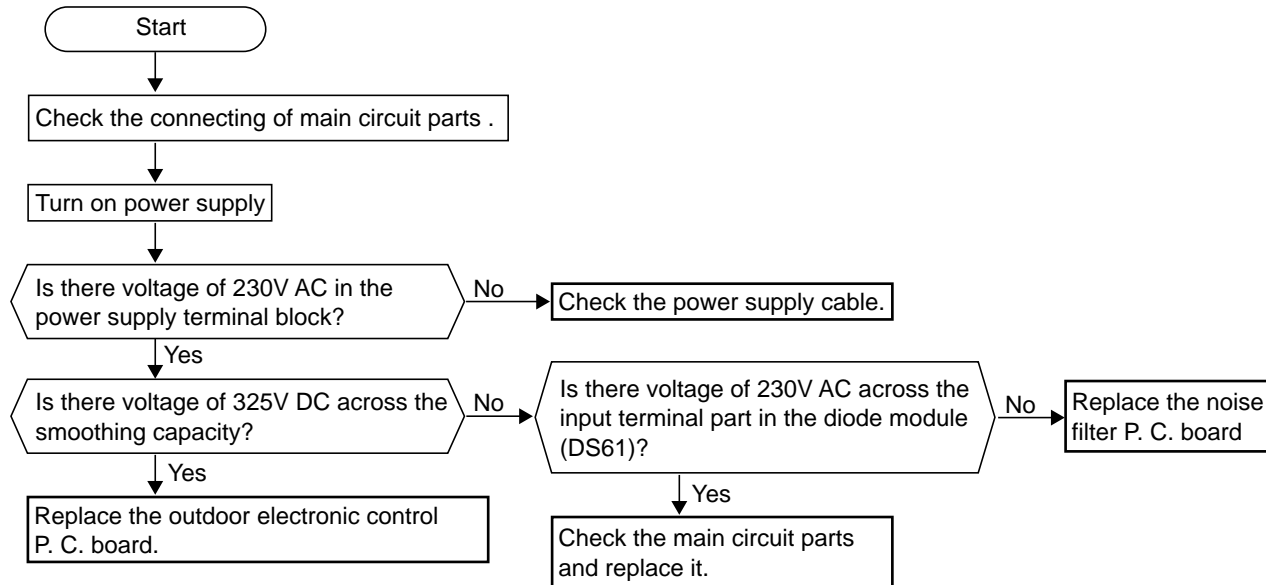 Start
Check the connecting of main circuit parts .
Turn on power supply
Is there voltage of 230V AC in the
power supply terminal block?
No
Check the power supply cable.
Yes
Is there voltage of 325V DC across the
smoothing capacity?
No
Is there voltage of 230V AC across the
input terminal part in the diode module
(DS61)?
No
Replace the noise
filter P. C. board
Yes
Replace the outdoor electronic control
P. C. board.
Yes
Check the main circuit parts
and replace it.